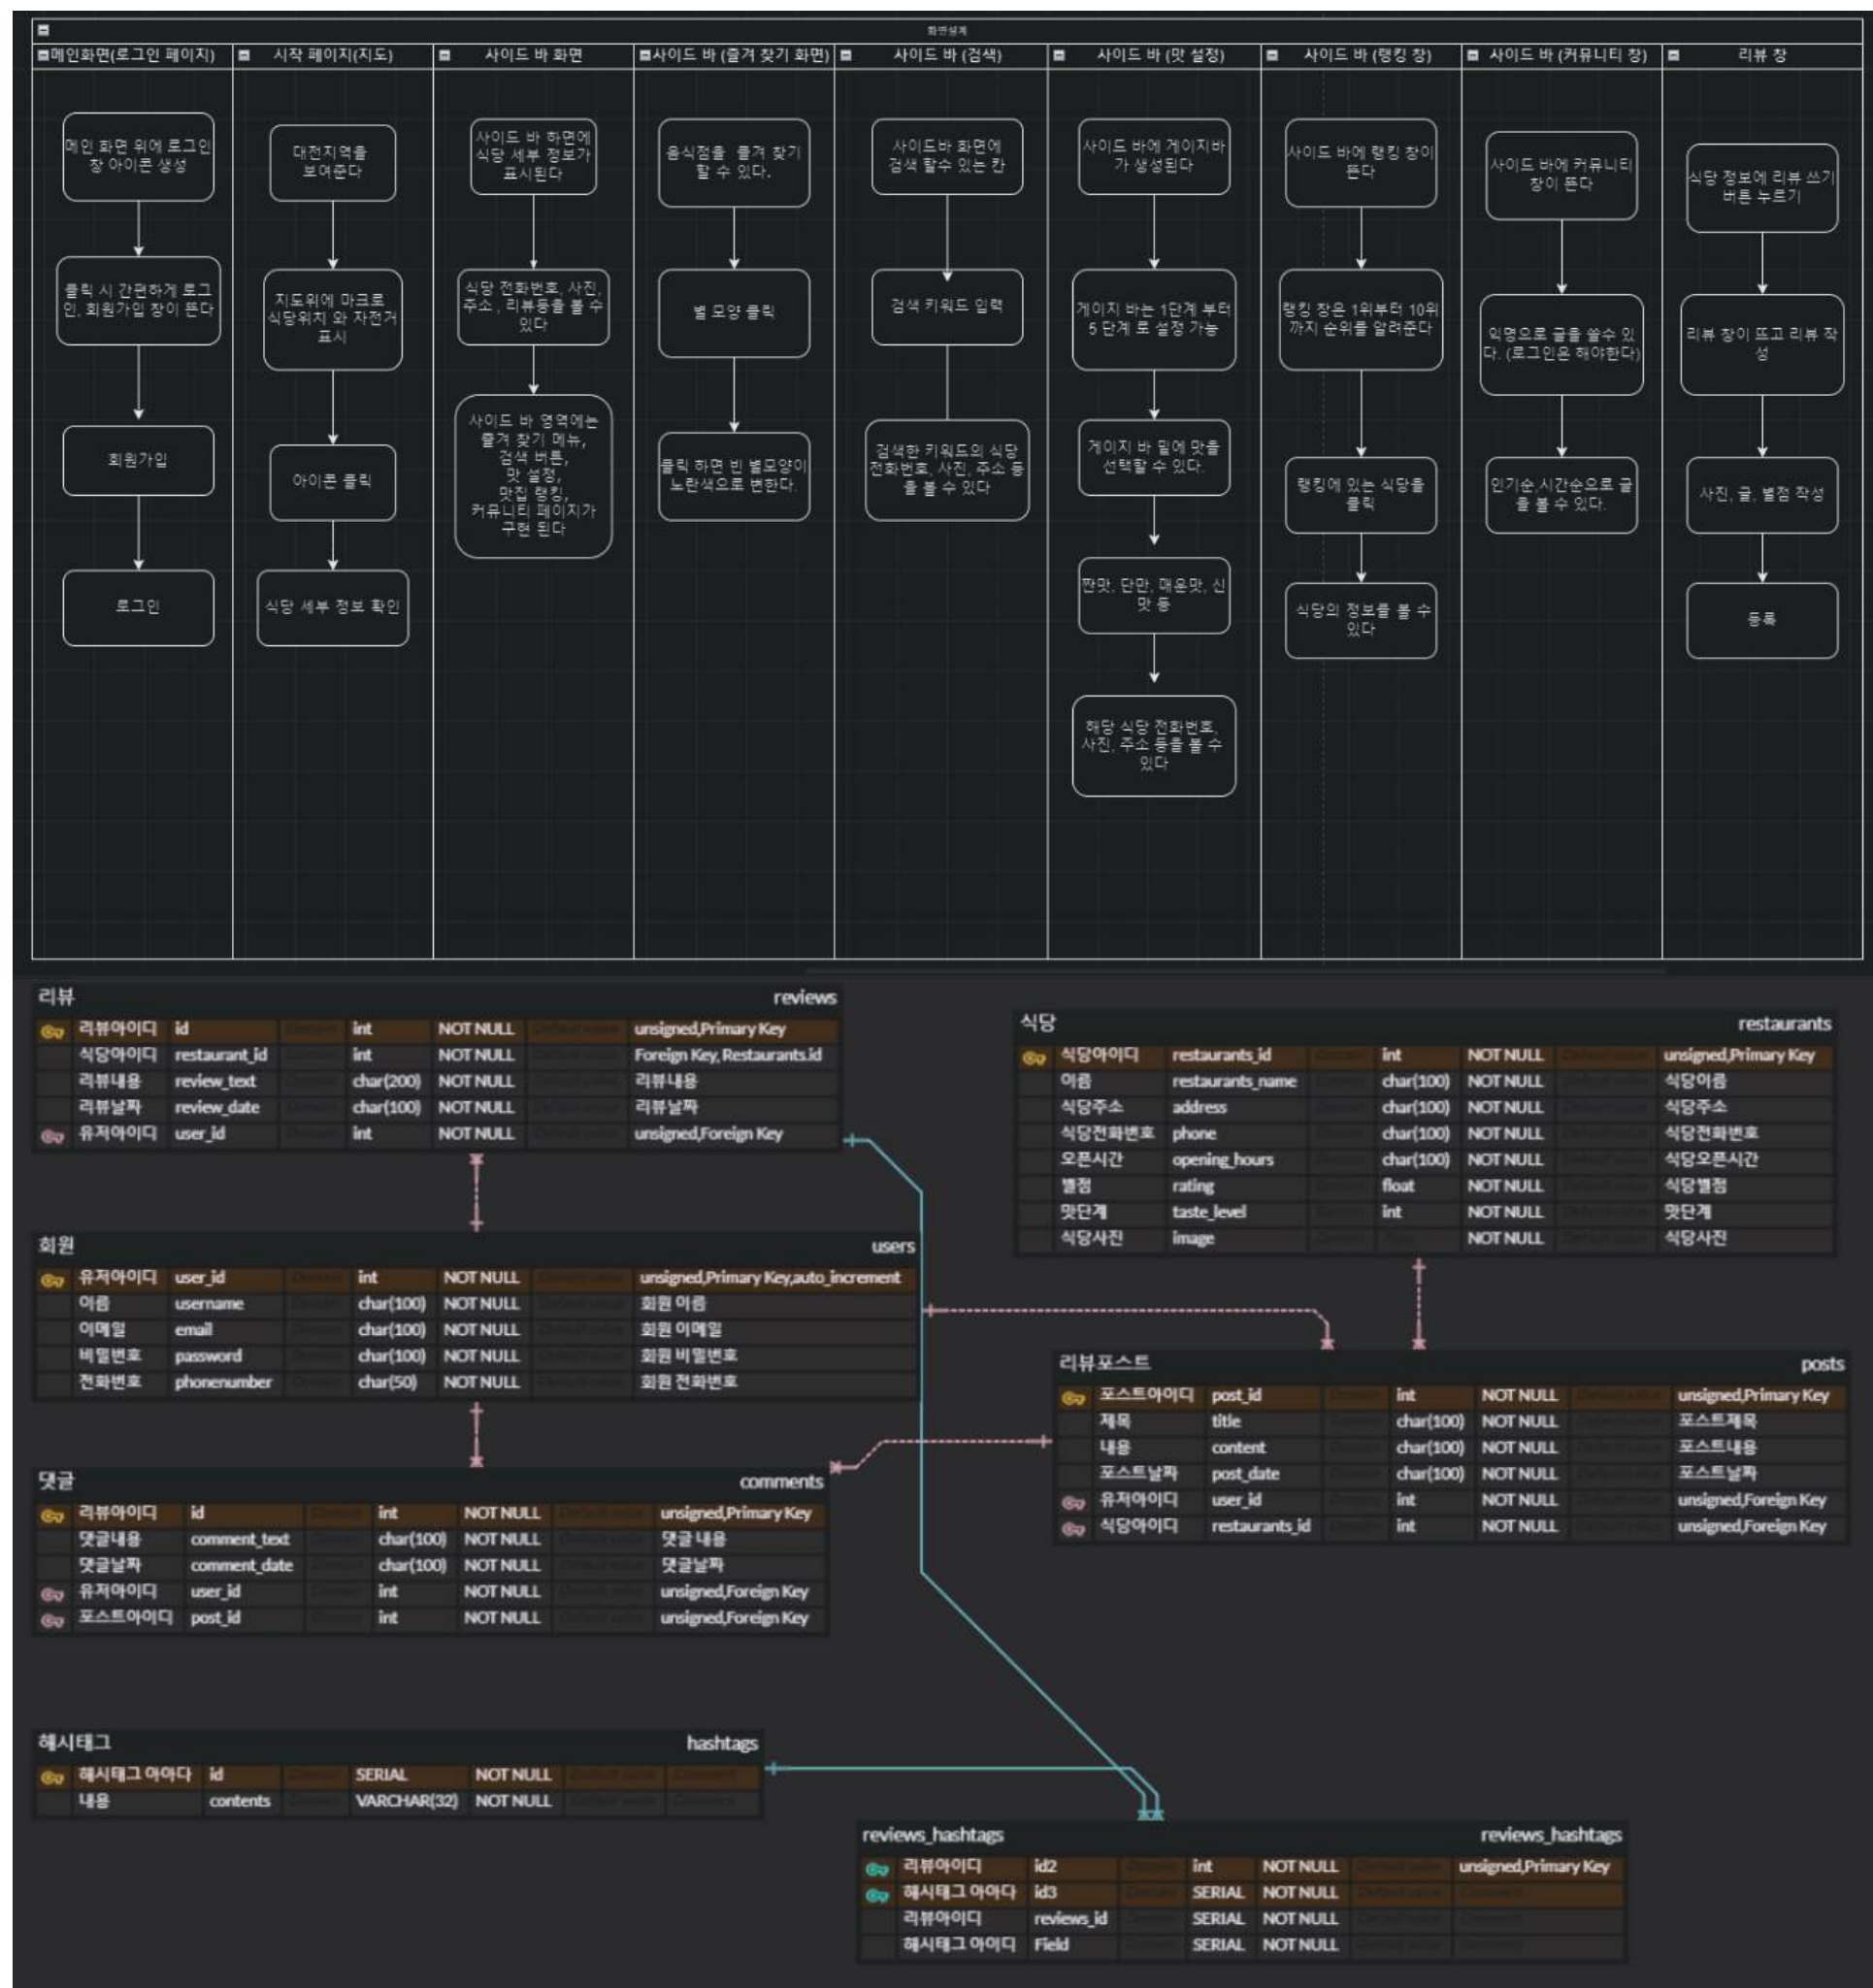 화면설계
메인화면(로그인 페이지)
시작 페이지(지도)
사이드 바 화면
사이드 바 (즐겨 찾기 화면)
사이드 바 (검색)
사이드 바 (맛 설정)
사이드 바 (랭킹 창)
사이드 바 (커뮤니티 창)
리뷰 창
메인 화면 위에 로그인
창 아이콘 생성
클릭 시 간편하게 로그
인, 회원가입 창이 뜬다
회원가입
로그인
대전지역을
보여준다
지도위에 마크로
식당위치 와 자전거
표시
아이콘 클릭
식당 세부 정보 확인
사이드 바 하면에
식당 세부 정보가
표시된다
식당 전화번호, 사진,
주소 , 리뷰등을 볼 수
있다
사이드 바 영역에는
즐겨 찾기 메뉴,
검색 버튼,
맛 설정,
맛집 랭킹,
커뮤니티 페이지가
구현 된다
음식점을 즐겨 찾기
할 수 있다.
별 모양 클릭
클릭 하면 빈 별모양이
노란색으로 변한다.
사이드바 화면에
검색 할수 있는 칸
검색 키워드 입력
검색한 키워드의 식당
전화번호, 사진, 주소 등
을 볼 수 있다
사이드 바에 게이지바
가 생성된다
게이지 바는 1단계 부터
5 단계 로 설정 가능
게이지 바 밑에 맛을
선택할 수 있다.
짠맛, 단만, 매운맛, 신
맛 등
해당 식당 전화번호,
사진, 주소 등을 볼 수
있다
사이드 바에 랭킹 창이
뜬다
랭킹 창은 1위부터 10위
까지 순위를 알려준다
랭킹에 있는 식당을
클릭
식당의 정보를 볼 수
있다
사이드 바에 커뮤니티
창이 뜬다
익명으로 글을 쓸수 있
다. (로그인은 해야한다)
인기순,시간순으로 글
을 볼 수 있다.
식당 정보에 리뷰 쓰기
버튼 누르기
리뷰 창이 뜨고 리뷰 작
성
사진, 글, 별점 작성
등록
리뷰 reviews
리뷰아이디 id int NOT NULL unsigned,Primary Key
식당아이디 restaurant_id int NOT NULL Foreign Key, Restaurants.id
리뷰내용 review_text char(200) NOT NULL 리뷰내용
리뷰날짜 review_date char(100) NOT NULL 리뷰날짜
유저아이디 user_id int NOT NULL unsigned,Foreign Key
식당 restaurants
식당아이디 restaurants_id int NOT NULL unsigned,Primary Key
이름 restaurants_name char(100) NOT NULL 식당이름
식당주소 address char(100) NOT NULL 식당주소
식당전화번호 phone char(100) NOT NULL 식당전화번호
오픈시간 opening_hours char(100) NOT NULL 식당오픈시간
별점 rating float NOT NULL 식당별점
맛단계 taste_level int NOT NULL 맛단계
식당사진 image NOT NULL 식당사진
회원 users
유저아이디 user_id int NOT NULL unsigned,Primary Key,auto_increment
이름 username char(100) NOT NULL 회원 이름
이메일 email char(100) NOT NULL 회원 이메일
비밀번호 password char(100) NOT NULL 회원 비밀번호
전화번호 phonenumber char(50) NOT NULL 회원 전화번호
리뷰포스트 posts
포스트아이디 post_id int NOT NULL unsigned,Primary Key
제목 title char(100) NOT NULL 포스트제목
내용 content char(100) NOT NULL 포스트내용
포스트날짜 post_date char(100) NOT NULL 포스트날짜
유저아이디 user_id int NOT NULL unsigned,Foreign Key
식당아이디 restaurants_id int NOT NULL unsigned,Foreign Key
댓글 comments
리뷰아이디 id int NOT NULL unsigned,Primary Key
댓글내용 comment_text char(100) NOT NULL 댓글 내용
댓글날짜 comment_date char(100) NOT NULL 댓글날짜
유저아이디 user_id int NOT NULL unsigned,Foreign Key
포스트아이디 post_id int NOT NULL unsigned,Foreign Key
해시태그 hashtags
해시태그 아아다 id SERIAL NOT NULL
내용 contents VARCHAR(32) NOT NULL
reviews_hashtags reviews_hashtags
리뷰아이디 id2 int NOT NULL unsigned,Primary Key
해시태그 아아다 id3 SERIAL NOT NULL
리뷰아이디 reviews_id SERIAL NOT NULL
해시태그 아이디 Field SERIAL NOT NULL